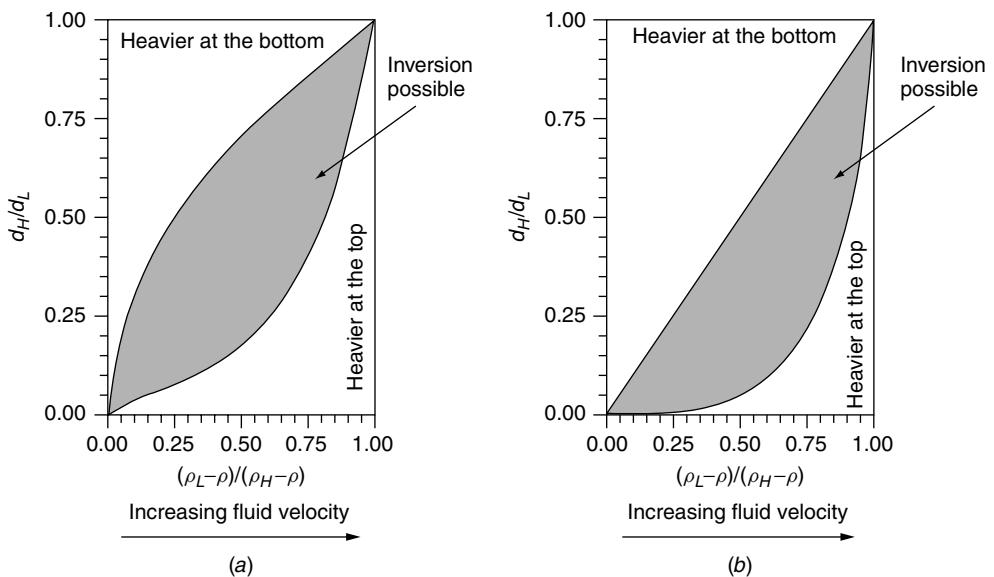 1.00
Heavier at the bottom
Inversion
possible
0.75
d_H/d_L
0.50
Heavier at the top
0.25
0.00
0.00 0.25 0.50 0.75 1.00
(ρ_L–ρ)/(ρ_H–ρ)
Increasing fluid velocity
(a)
1.00
Heavier at the bottom
Inversion
possible
0.75
d_H/d_L
0.50
Heavier at the top
0.25
0.00
0.00 0.25 0.50 0.75 1.00
(ρ_L–ρ)/(ρ_H–ρ)
Increasing fluid velocity
(b)